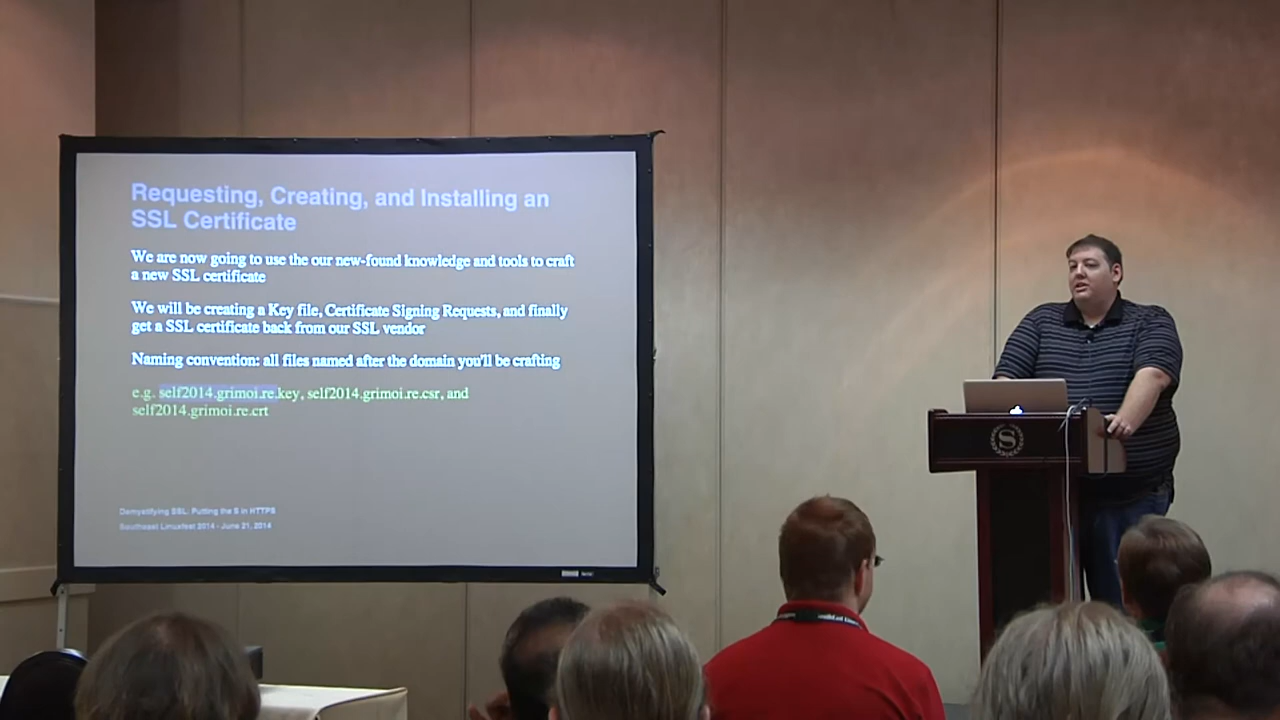 Requesting, Creating, and Installing an
SSL Certificate
We are now going to use the our new-found knowledge and tools to craft
a new SSL certificate
We will be creating a Key file, Certificate Signing Requests, and finally
get a SSL certificate back from our SSL vendor
Naming convention: all files named after the domain you'll be crafting
e.g. self2014.grimoi.re.key, self2014.grimoi.re.csr, and
self2014.grimoi.re.crt
Demystifying SSL: Putting the S in HTTPS
Southeast Linuxfest 2014 - June 21, 2014
S